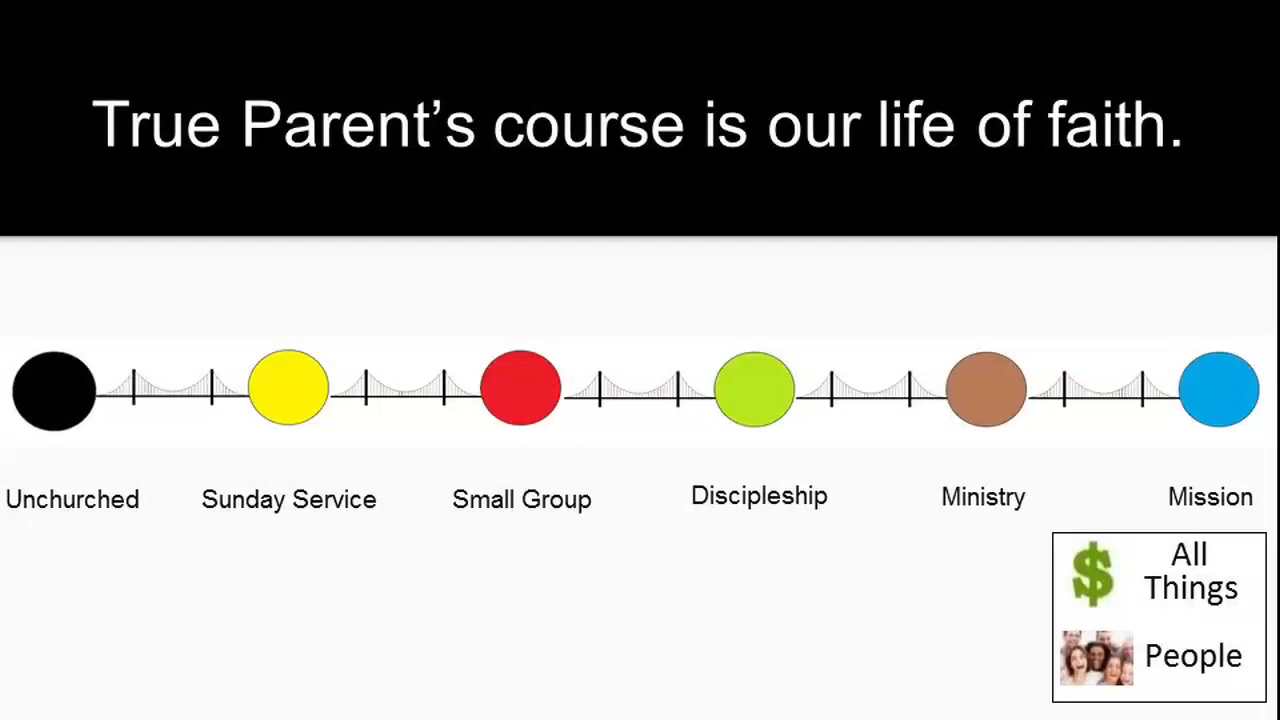 True Parent’s course is our life of faith.
Unchurched
Sunday Service
Small Group
Discipleship
Ministry
Mission
$
All
Things
People